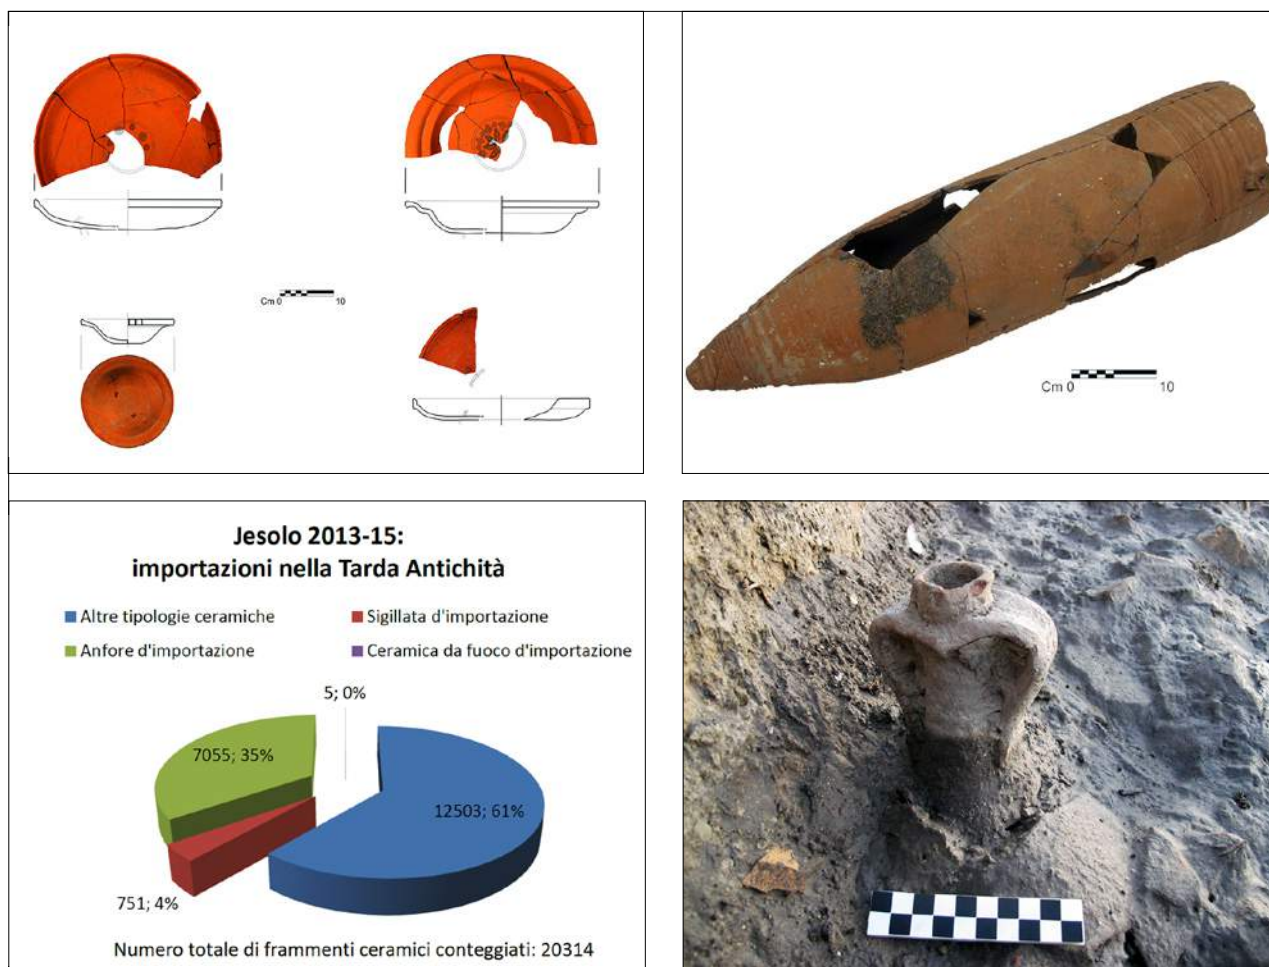 Cm 0 10
Cm 0 10
Jesolo 2013-15:
importazioni nella Tarda Antichità
Altre tipologie ceramiche
Sigillata d'importazione
Anfore d'importazione
Ceramica da fuoco d'importazione
5; 0%
7055; 35%
12503; 61%
751; 4%
Numero totale di frammenti ceramici conteggiati: 20314